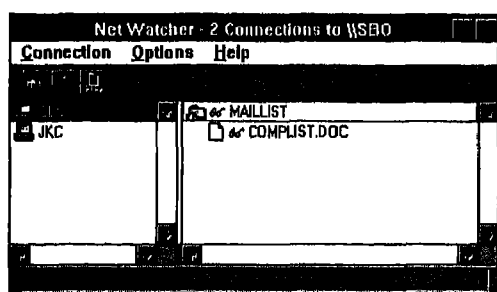 Net Watcher - 2 Connections to \\SBO
Connection Options Help
MAILLIST
JKC
COMPLIST.DOC